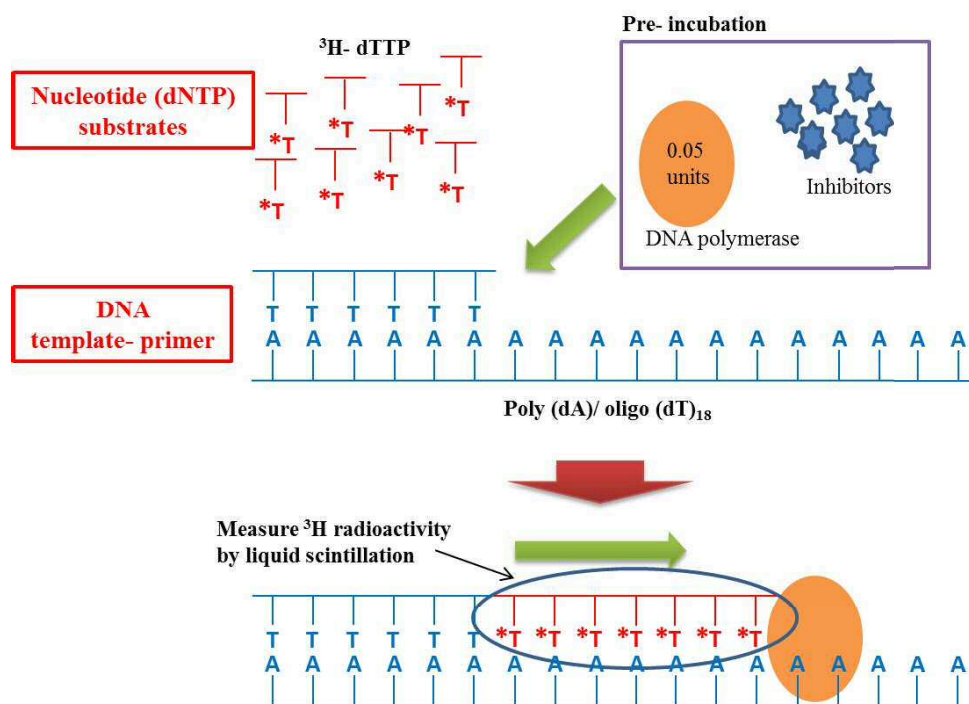 ³H- dTTP
Pre- incubation
Nucleotide (dNTP)
substrates
*T *T *T *T
*T *T *T *T
0.05
units
Inhibitors
DNA polymerase
DNA
template- primer
T T T T T T
A A A A A A A A A A A A A A A A A A
Poly (dA)/ oligo (dT)₁₈
Measure ³H radioactivity
by liquid scintillation
T T T T T T *T *T *T *T *T *T *T
A A A A A A A A A A A A A A A A A A